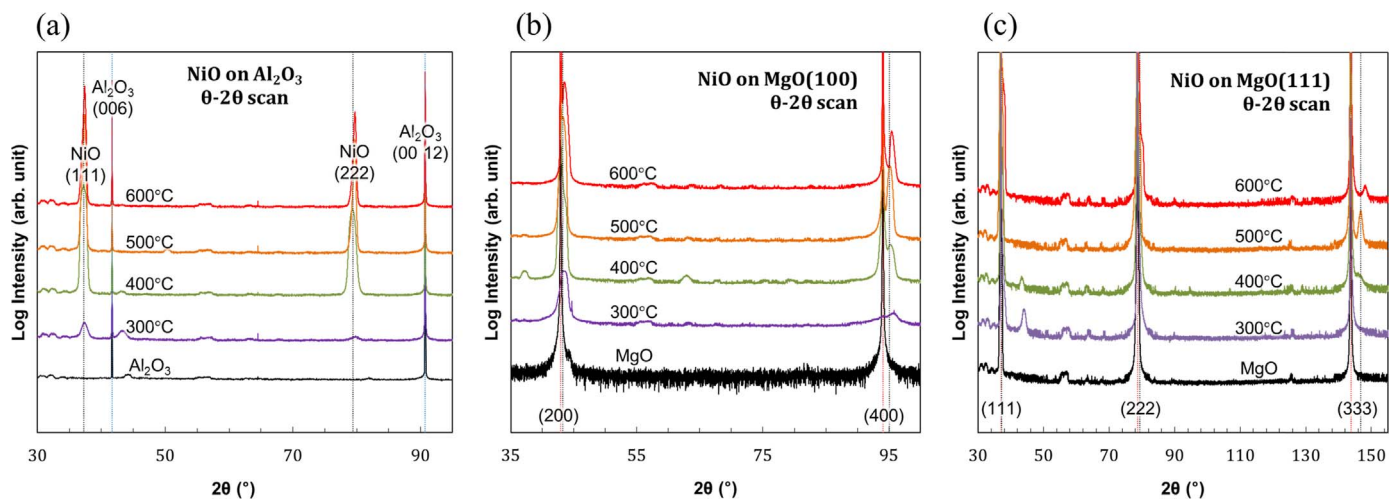 (a)
Log Intensity (arb. unit)
NiO on Al₂O₃
θ-2θ scan
Al₂O₃
(006)
NiO
(111)
NiO
(222)
Al₂O₃
(00 12)
600°C
500°C
400°C
300°C
Al₂O₃
30 50 70 90
2θ (°)
(b)
Log Intensity (arb. unit)
NiO on MgO(100)
θ-2θ scan
600°C
500°C
400°C
300°C
MgO
(200) (400)
35 55 75 95
2θ (°)
(c)
Log Intensity (arb. unit)
NiO on MgO(111)
θ-2θ scan
600°C
500°C
400°C
300°C
MgO
(111) (222) (333)
30 50 70 90 110 130 150
2θ (°)